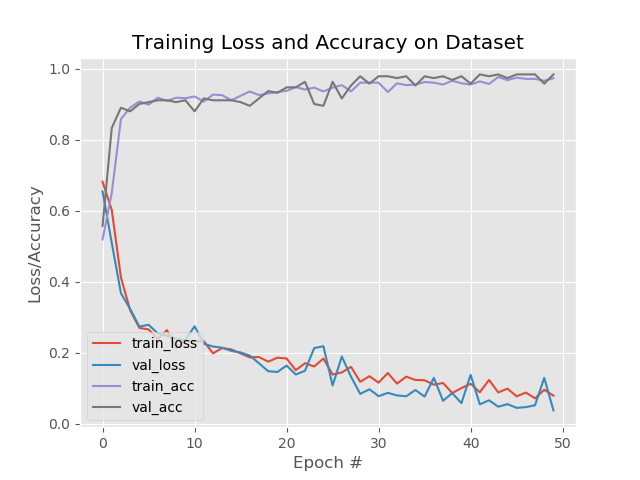 Training Loss and Accuracy on Dataset
1.0
0.8
0.6
0.4
0.2
0.0
Loss/Accuracy
train_loss
val_loss
train_acc
val_acc
0 10 20 30 40 50
Epoch #